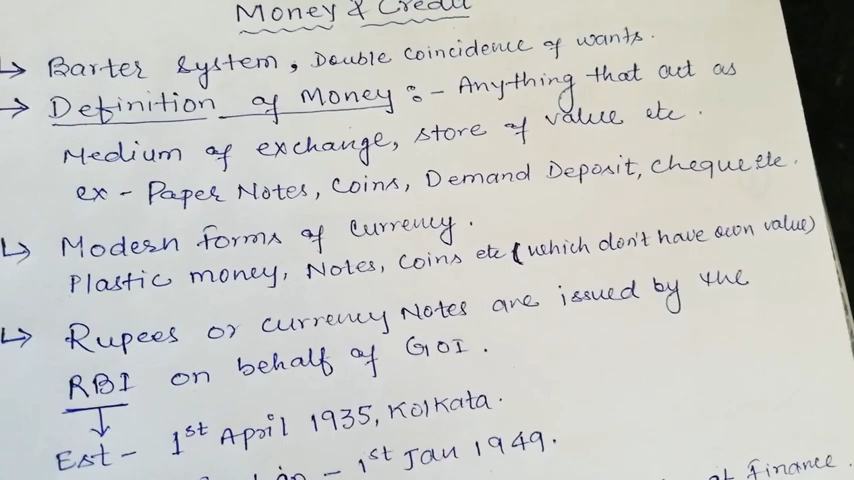 Money & Credit
↳ Barter System, Double Coincidence of wants.
→ Definition of Money :- Anything that act as
Medium of exchange, store of value etc.
ex - Paper Notes, Coins, Demand Deposit, cheque etc.
↳ Modern forms of Currency.
Plastic money, Notes, Coins etc (which don't have own value)
↳ Rupees or Currency Notes are issued by the
RBI on behalf of GOI.
Est - 1st April 1935, Kolkata.
- 1st Jan 1949.
of Finance.